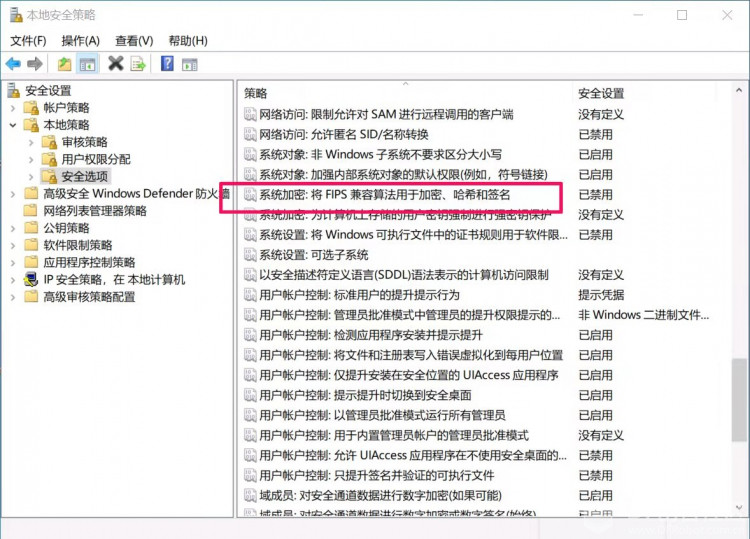 本地安全策略
文件(F) 操作(A) 查看(V) 帮助(H)
安全设置
帐户策略
本地策略
审核策略
用户权限分配
安全选项
高级安全 Windows Defender 防火墙
网络列表管理器策略
公钥策略
软件限制策略
应用程序控制策略
IP 安全策略，在 本地计算机
高级审核策略配置
策略 安全设置
网络访问: 限制允许对 SAM 进行远程调用的客户端 没有定义
网络访问: 允许匿名 SID/名称转换 已禁用
系统对象: 非 Windows 子系统不要求区分大小写 已启用
系统对象: 加强内部系统对象的默认权限(例如，符号链接) 已启用
系统加密: 将 FIPS 兼容算法用于加密、哈希和签名 已禁用
系统加密: 为计算机上存储的用户密钥强制进行强密钥保护 没有定义
系统设置: 将 Windows 可执行文件中的证书规则用于软件限... 已禁用
系统设置: 可选子系统
以安全描述符定义语言(SDDL)语法表示的计算机访问限制 没有定义
用户帐户控制: 标准用户的提升提示行为 提示凭据
用户帐户控制: 管理员批准模式中管理员的提升权限提示的... 非 Windows 二进制文件...
用户帐户控制: 检测应用程序安装并提示提升 已启用
用户帐户控制: 将文件和注册表写入错误虚拟化到每用户位置 已启用
用户帐户控制: 仅提升安装在安全位置的 UIAccess 应用程序 已启用
用户帐户控制: 提示提升时切换到安全桌面 已启用
用户帐户控制: 以管理员批准模式运行所有管理员 已启用
用户帐户控制: 用于内置管理员帐户的管理员批准模式 没有定义
用户帐户控制: 允许 UIAccess 应用程序在不使用安全桌面的... 已禁用
用户帐户控制: 只提升签名并验证的可执行文件 已禁用
域成员: 对安全通道数据进行数字加密(如果可能) 已启用
域成员: 对安全通道数据进行数字加密或数字签名(始终) 已启用